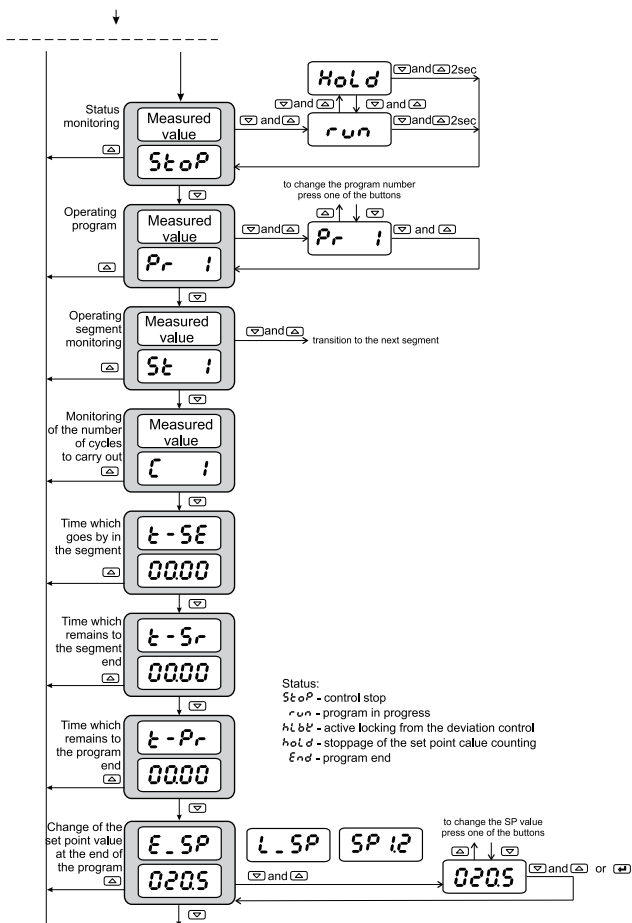 Hold
and 2sec
Status
monitoring
Measured
value
StoP
and
and
and
run
and 2sec
to change the program number
press one of the buttons
Operating
program
Measured
value
Pr 1
and
Pr 1
and
Operating
segment
monitoring
Measured
value
St 1
and
transition to the next segment
Monitoring
of the number
of cycles
to carry out
Measured
value
C 1
Time which
goes by in
the segment
t-SE
00.00
Time which
remains to
the segment
end
t-Sr
00.00
Status:
StoP - control stop
run - program in progress
hLbt - active locking from the deviation control
hoLd - stoppage of the set point calue counting
End - program end
Time which
remains to
the program
end
t-Pr
00.00
Change of the
set point value
at the end of
the program
E_SP
020.5
L_SP
SP 1.2
and
to change the SP value
press one of the buttons
020.5
and or